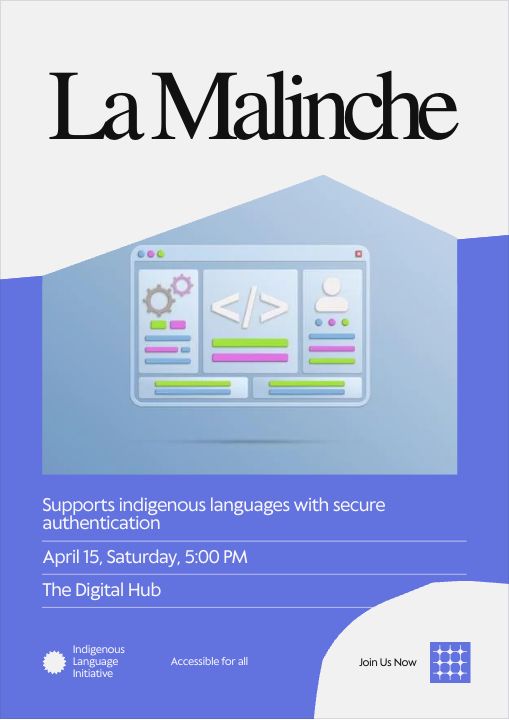 La Malinche
</>
Supports indigenous languages with secure
authentication
April 15, Saturday, 5:00 PM
The Digital Hub
Indigenous
Language
Initiative
Accessible for all
Join Us Now